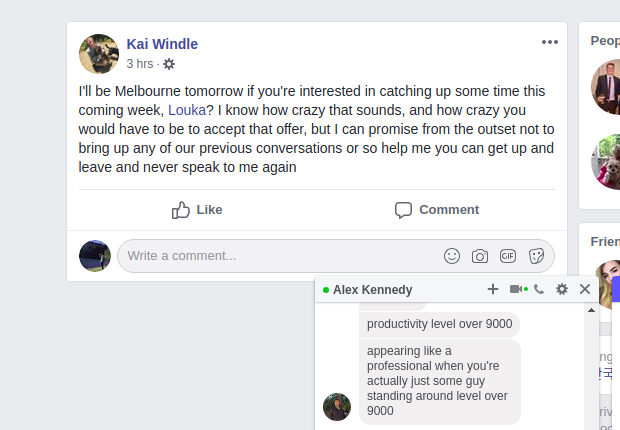 Kai Windle
3 hrs ·
I'll be Melbourne tomorrow if you're interested in catching up some time this
coming week, Louka? I know how crazy that sounds, and how crazy you
would have to be to accept that offer, but I can promise from the outset not to
bring up any of our previous conversations or so help me you can get up and
leave and never speak to me again
Like
Comment
Write a comment...
GIF
Peop
Frien
Alex Kennedy
productivity level over 9000
appearing like a
professional when you're
actually just some guy
standing around level over
9000